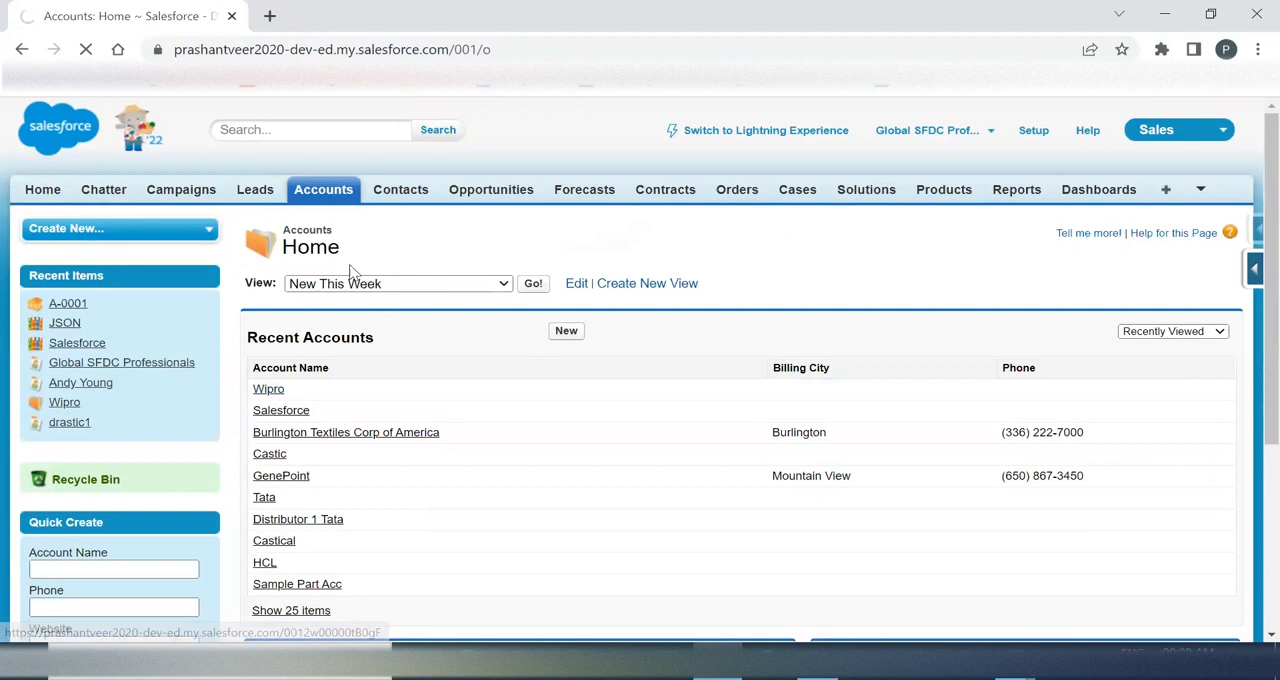 Accounts: Home ~ Salesforce - D
prashantveer2020-dev-ed.my.salesforce.com/001/o
P
salesforce
'22
Search...
Search
Switch to Lightning Experience
Global SFDC Prof...
Setup
Help
Sales
Home
Chatter
Campaigns
Leads
Accounts
Contacts
Opportunities
Forecasts
Contracts
Orders
Cases
Solutions
Products
Reports
Dashboards
Create New...
Accounts
Home
Tell me more! | Help for this Page
View:
New This Week
Go!
Edit | Create New View
Recent Items
A-0001
JSON
Salesforce
Global SFDC Professionals
Andy Young
Wipro
drastic1
Recycle Bin
Quick Create
Account Name
Phone
Website
Recent Accounts
New
Recently Viewed
Account Name Billing City Phone
Wipro
Salesforce
Burlington Textiles Corp of America Burlington (336) 222-7000
Castic
GenePoint Mountain View (650) 867-3450
Tata
Distributor 1 Tata
Castical
HCL
Sample Part Acc
Show 25 items
https://prashantveer2020-dev-ed.my.salesforce.com/0012w00000tB0gF